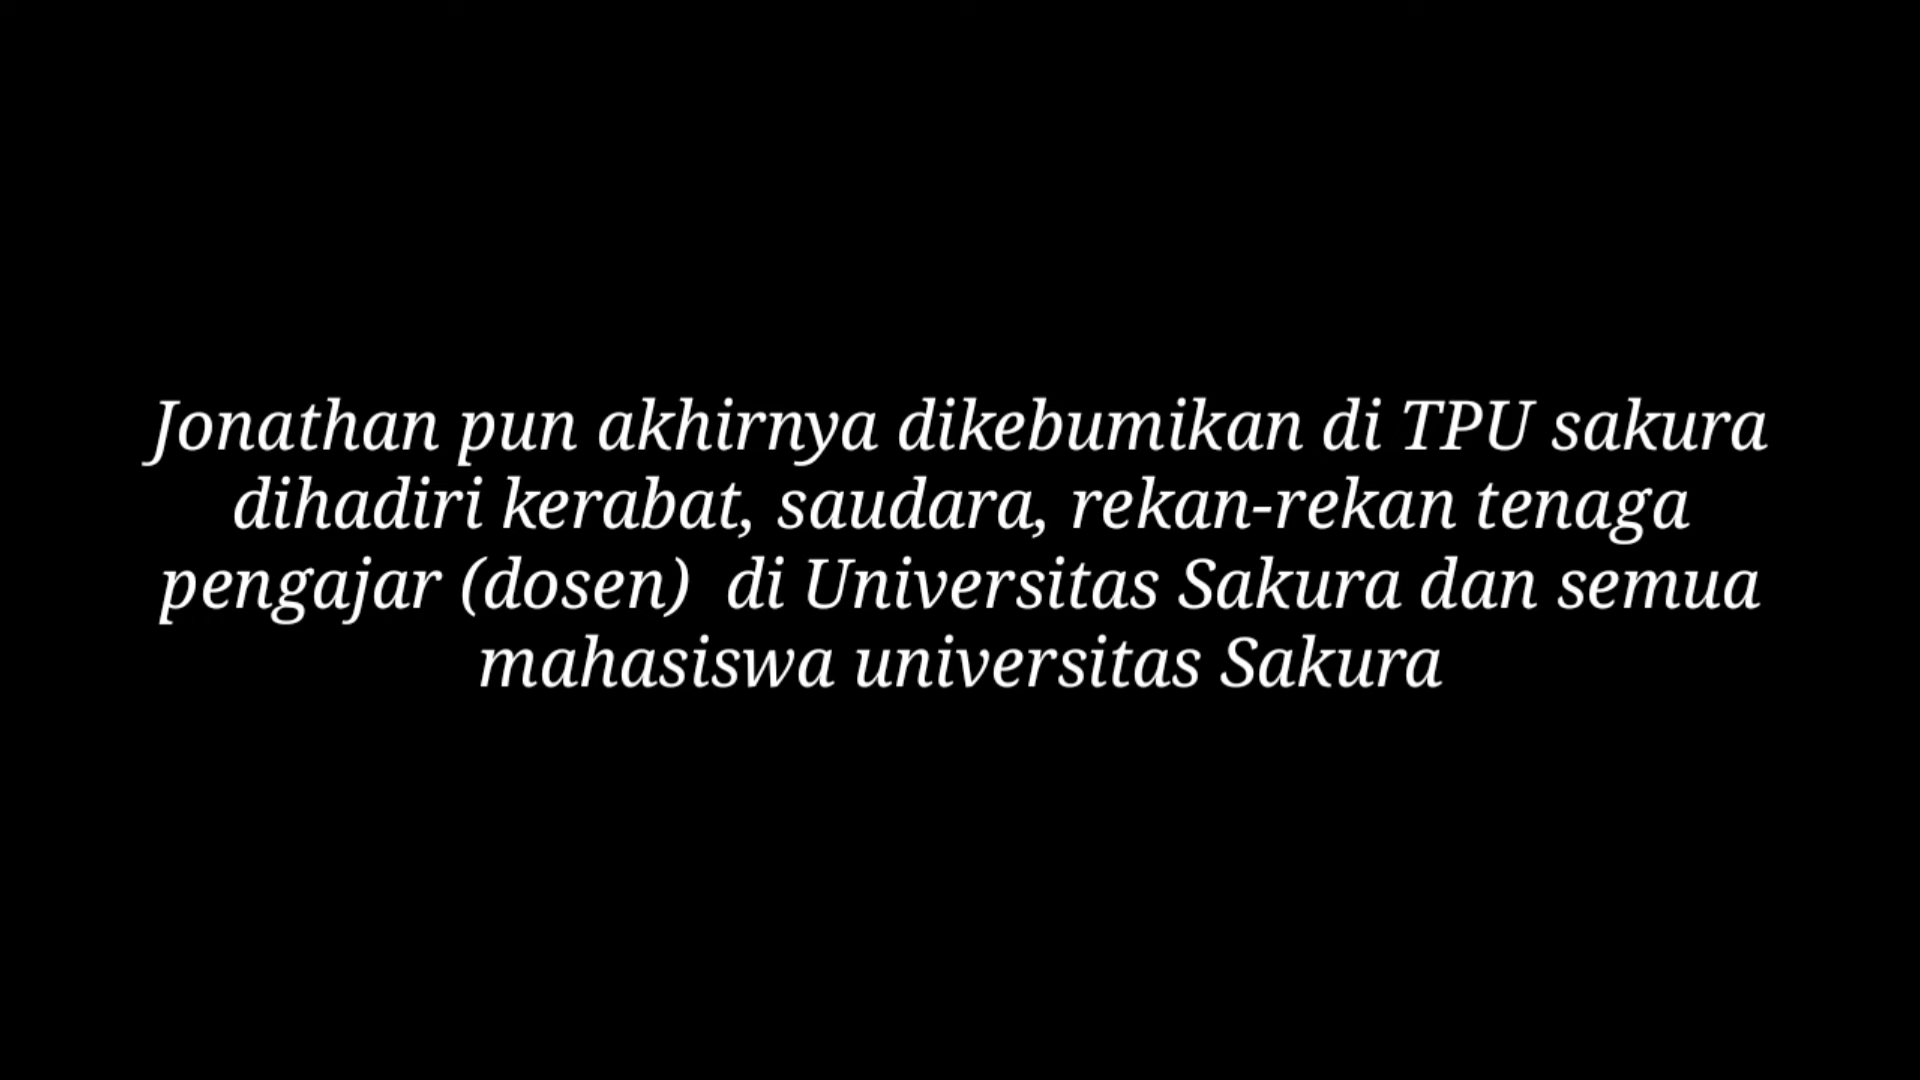 Jonathan pun akhirnya dikebumikan di TPU sakura
dihadiri kerabat, saudara, rekan-rekan tenaga
pengajar (dosen)  di Universitas Sakura dan semua
mahasiswa universitas Sakura